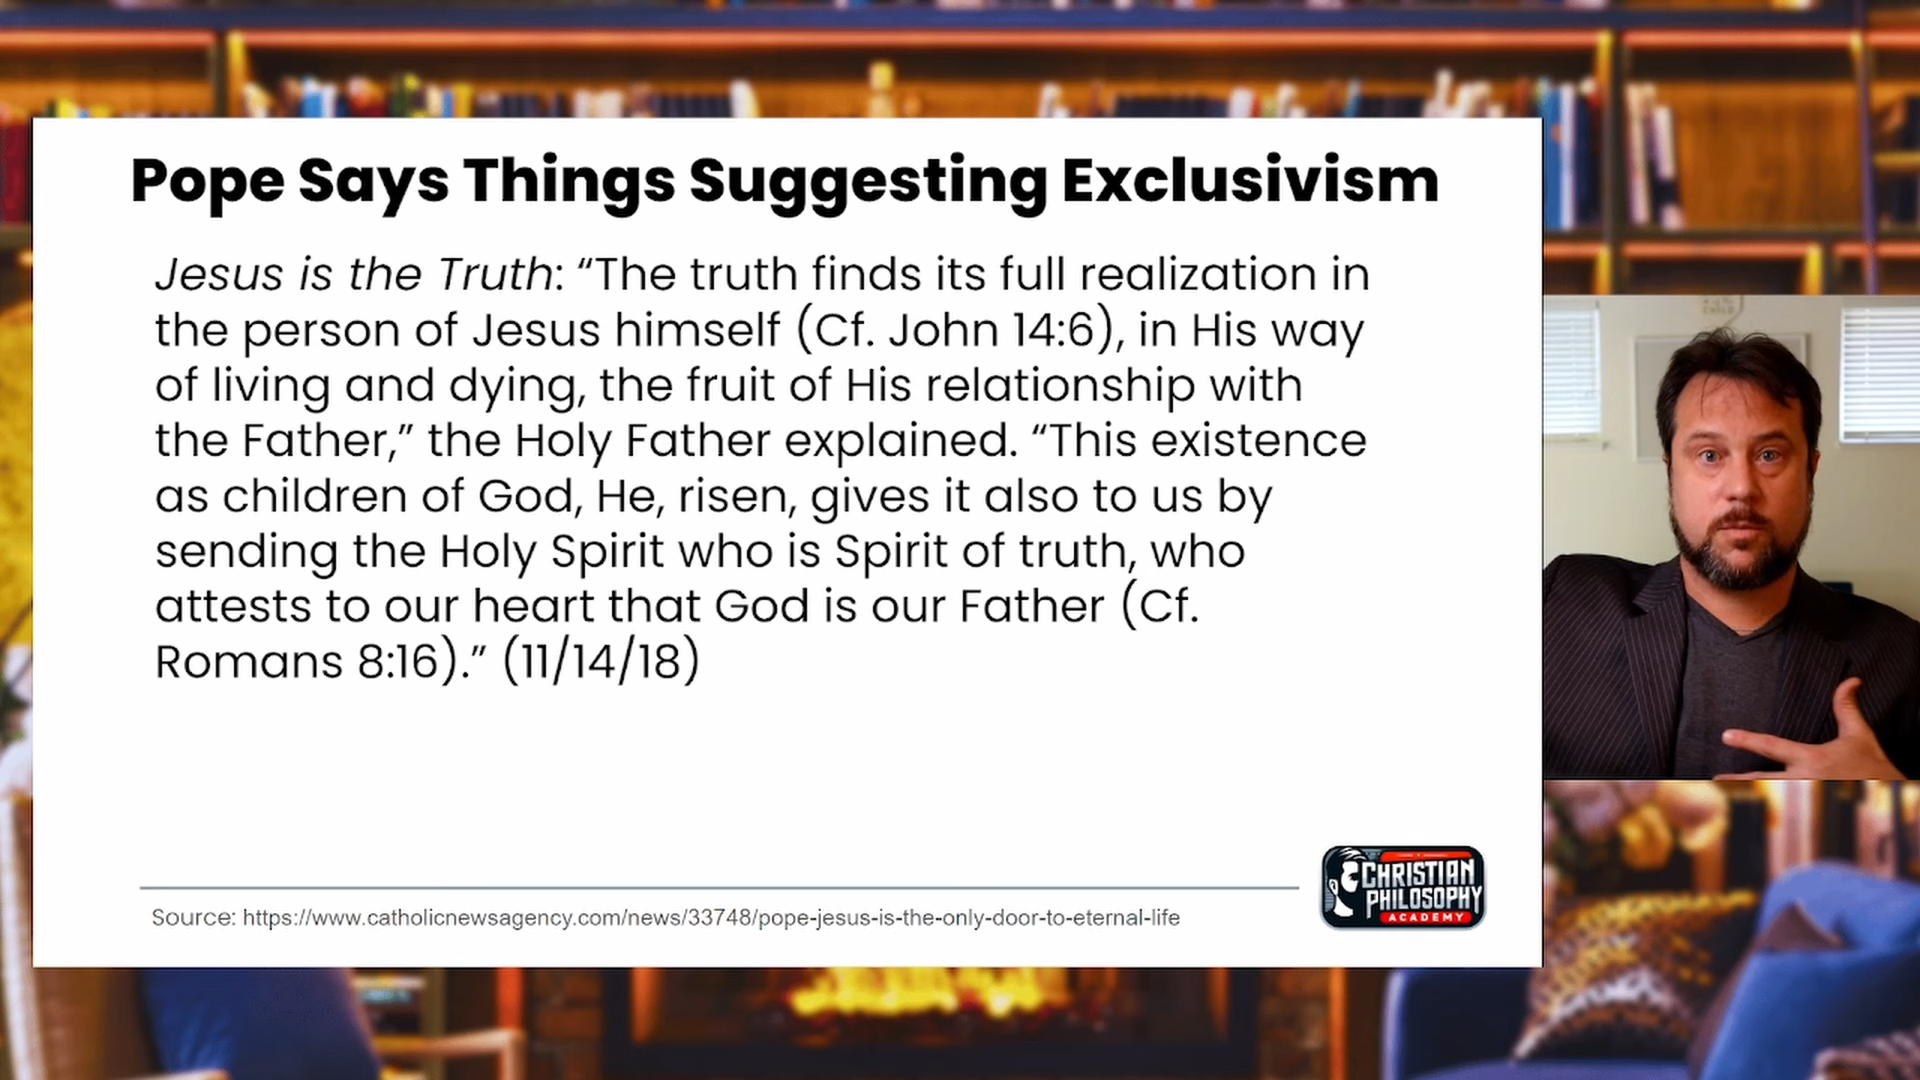 Pope Says Things Suggesting Exclusivism
Jesus is the Truth: “The truth finds its full realization in
the person of Jesus himself (Cf. John 14:6), in His way
of living and dying, the fruit of His relationship with
the Father,” the Holy Father explained. “This existence
as children of God, He, risen, gives it also to us by
sending the Holy Spirit who is Spirit of truth, who
attests to our heart that God is our Father (Cf.
Romans 8:16).” (11/14/18)
Source: https://www.catholicnewsagency.com/news/33748/pope-jesus-is-the-only-door-to-eternal-life
CHRISTIAN
PHILOSOPHY
ACADEMY